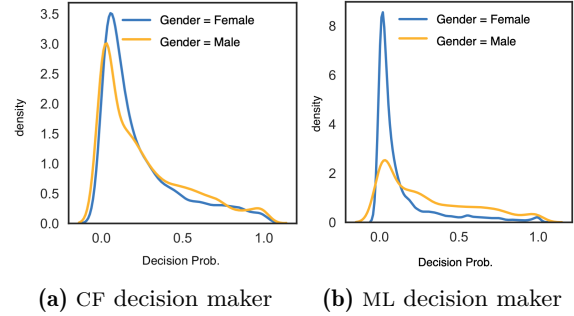 3.5
3.0
2.5
2.0
1.5
1.0
0.5
0.0
density
Gender = Female
Gender = Male
0.0 0.5 1.0
Decision Prob.
(a) CF decision maker
8
6
4
2
0
density
Gender = Female
Gender = Male
0.0 0.5 1.0
Decision Prob.
(b) ML decision maker